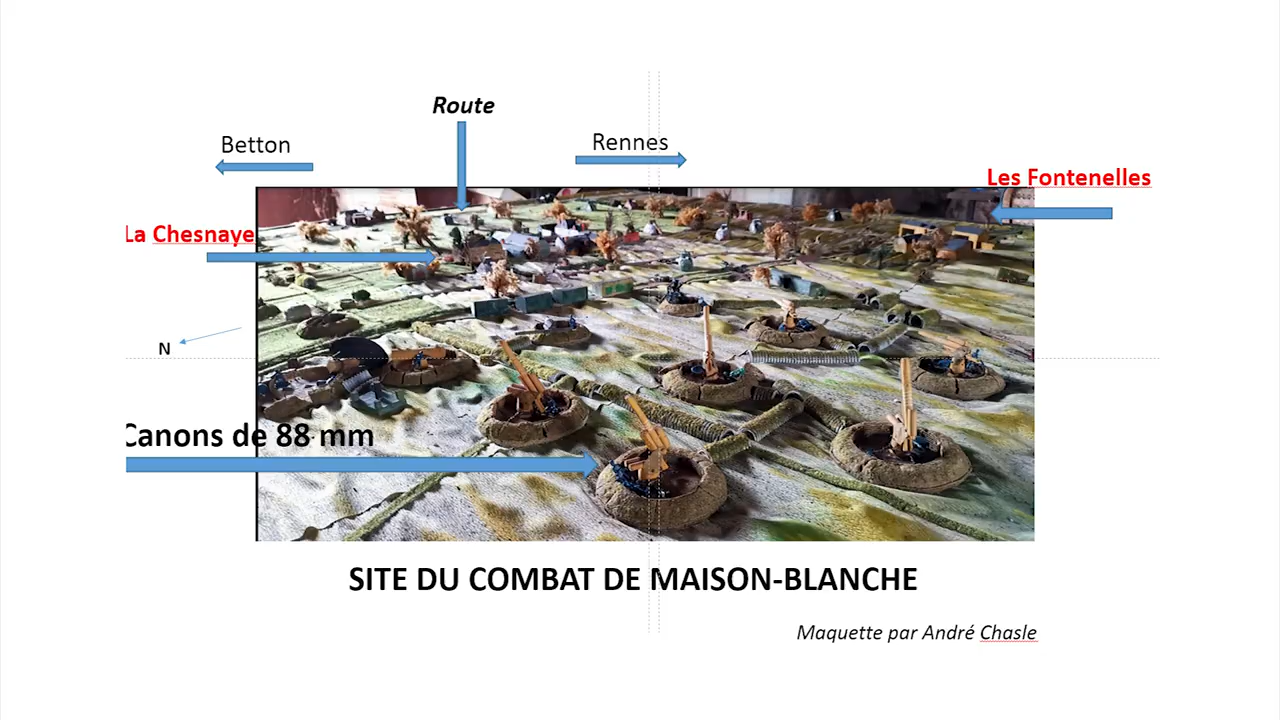 Route
Betton
Rennes
Les Fontenelles
La Chesnaye
N
Canons de 88 mm
SITE DU COMBAT DE MAISON-BLANCHE
Maquette par André Chasle